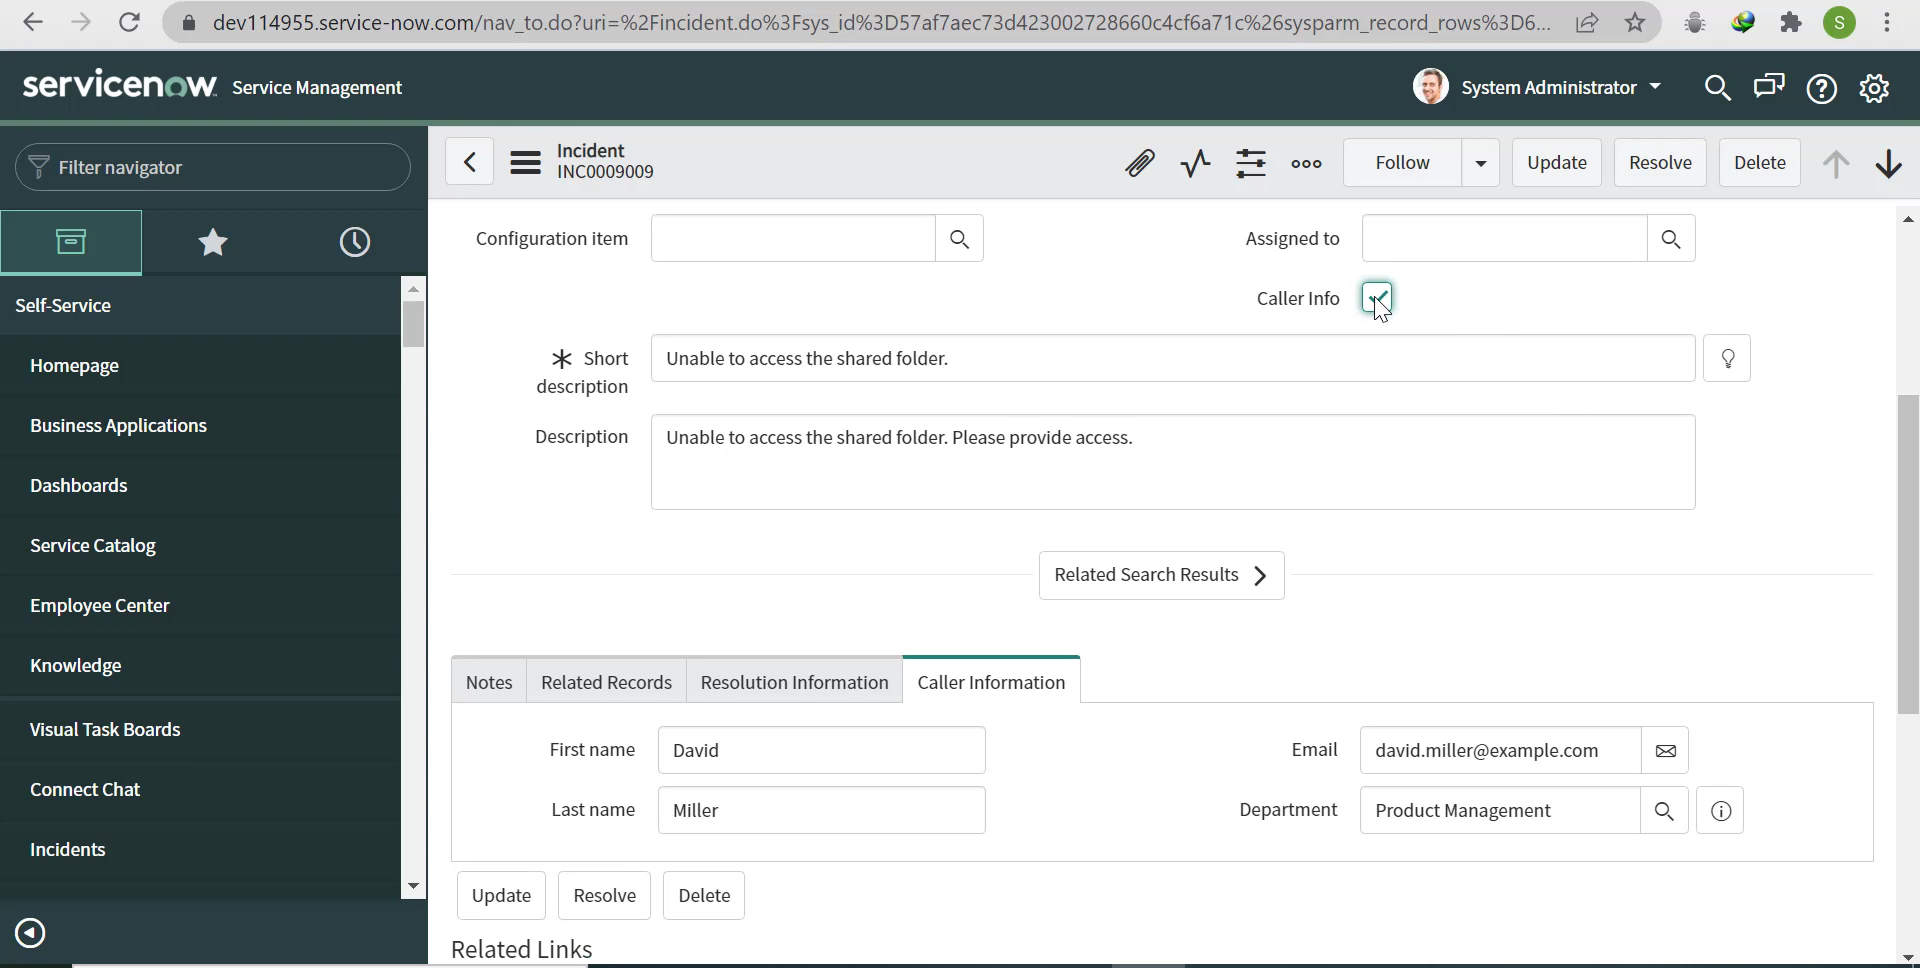 dev114955.service-now.com/nav_to.do?uri=%2Fincident.do%3Fsys_id%3D57af7aec73d423002728660c4cf6a71c%26sysparm_record_rows%3D6...
S
servicenow Service Management
System Administrator
Filter navigator
Incident
INC0009009
Follow
Update
Resolve
Delete
Self-Service
Homepage
Business Applications
Dashboards
Service Catalog
Employee Center
Knowledge
Visual Task Boards
Connect Chat
Incidents
Configuration item
Assigned to
Caller Info
Short
description
Unable to access the shared folder.
Description
Unable to access the shared folder. Please provide access.
Related Search Results
Notes
Related Records
Resolution Information
Caller Information
First name
David
Email
david.miller@example.com
Last name
Miller
Department
Product Management
Update
Resolve
Delete
Related Links